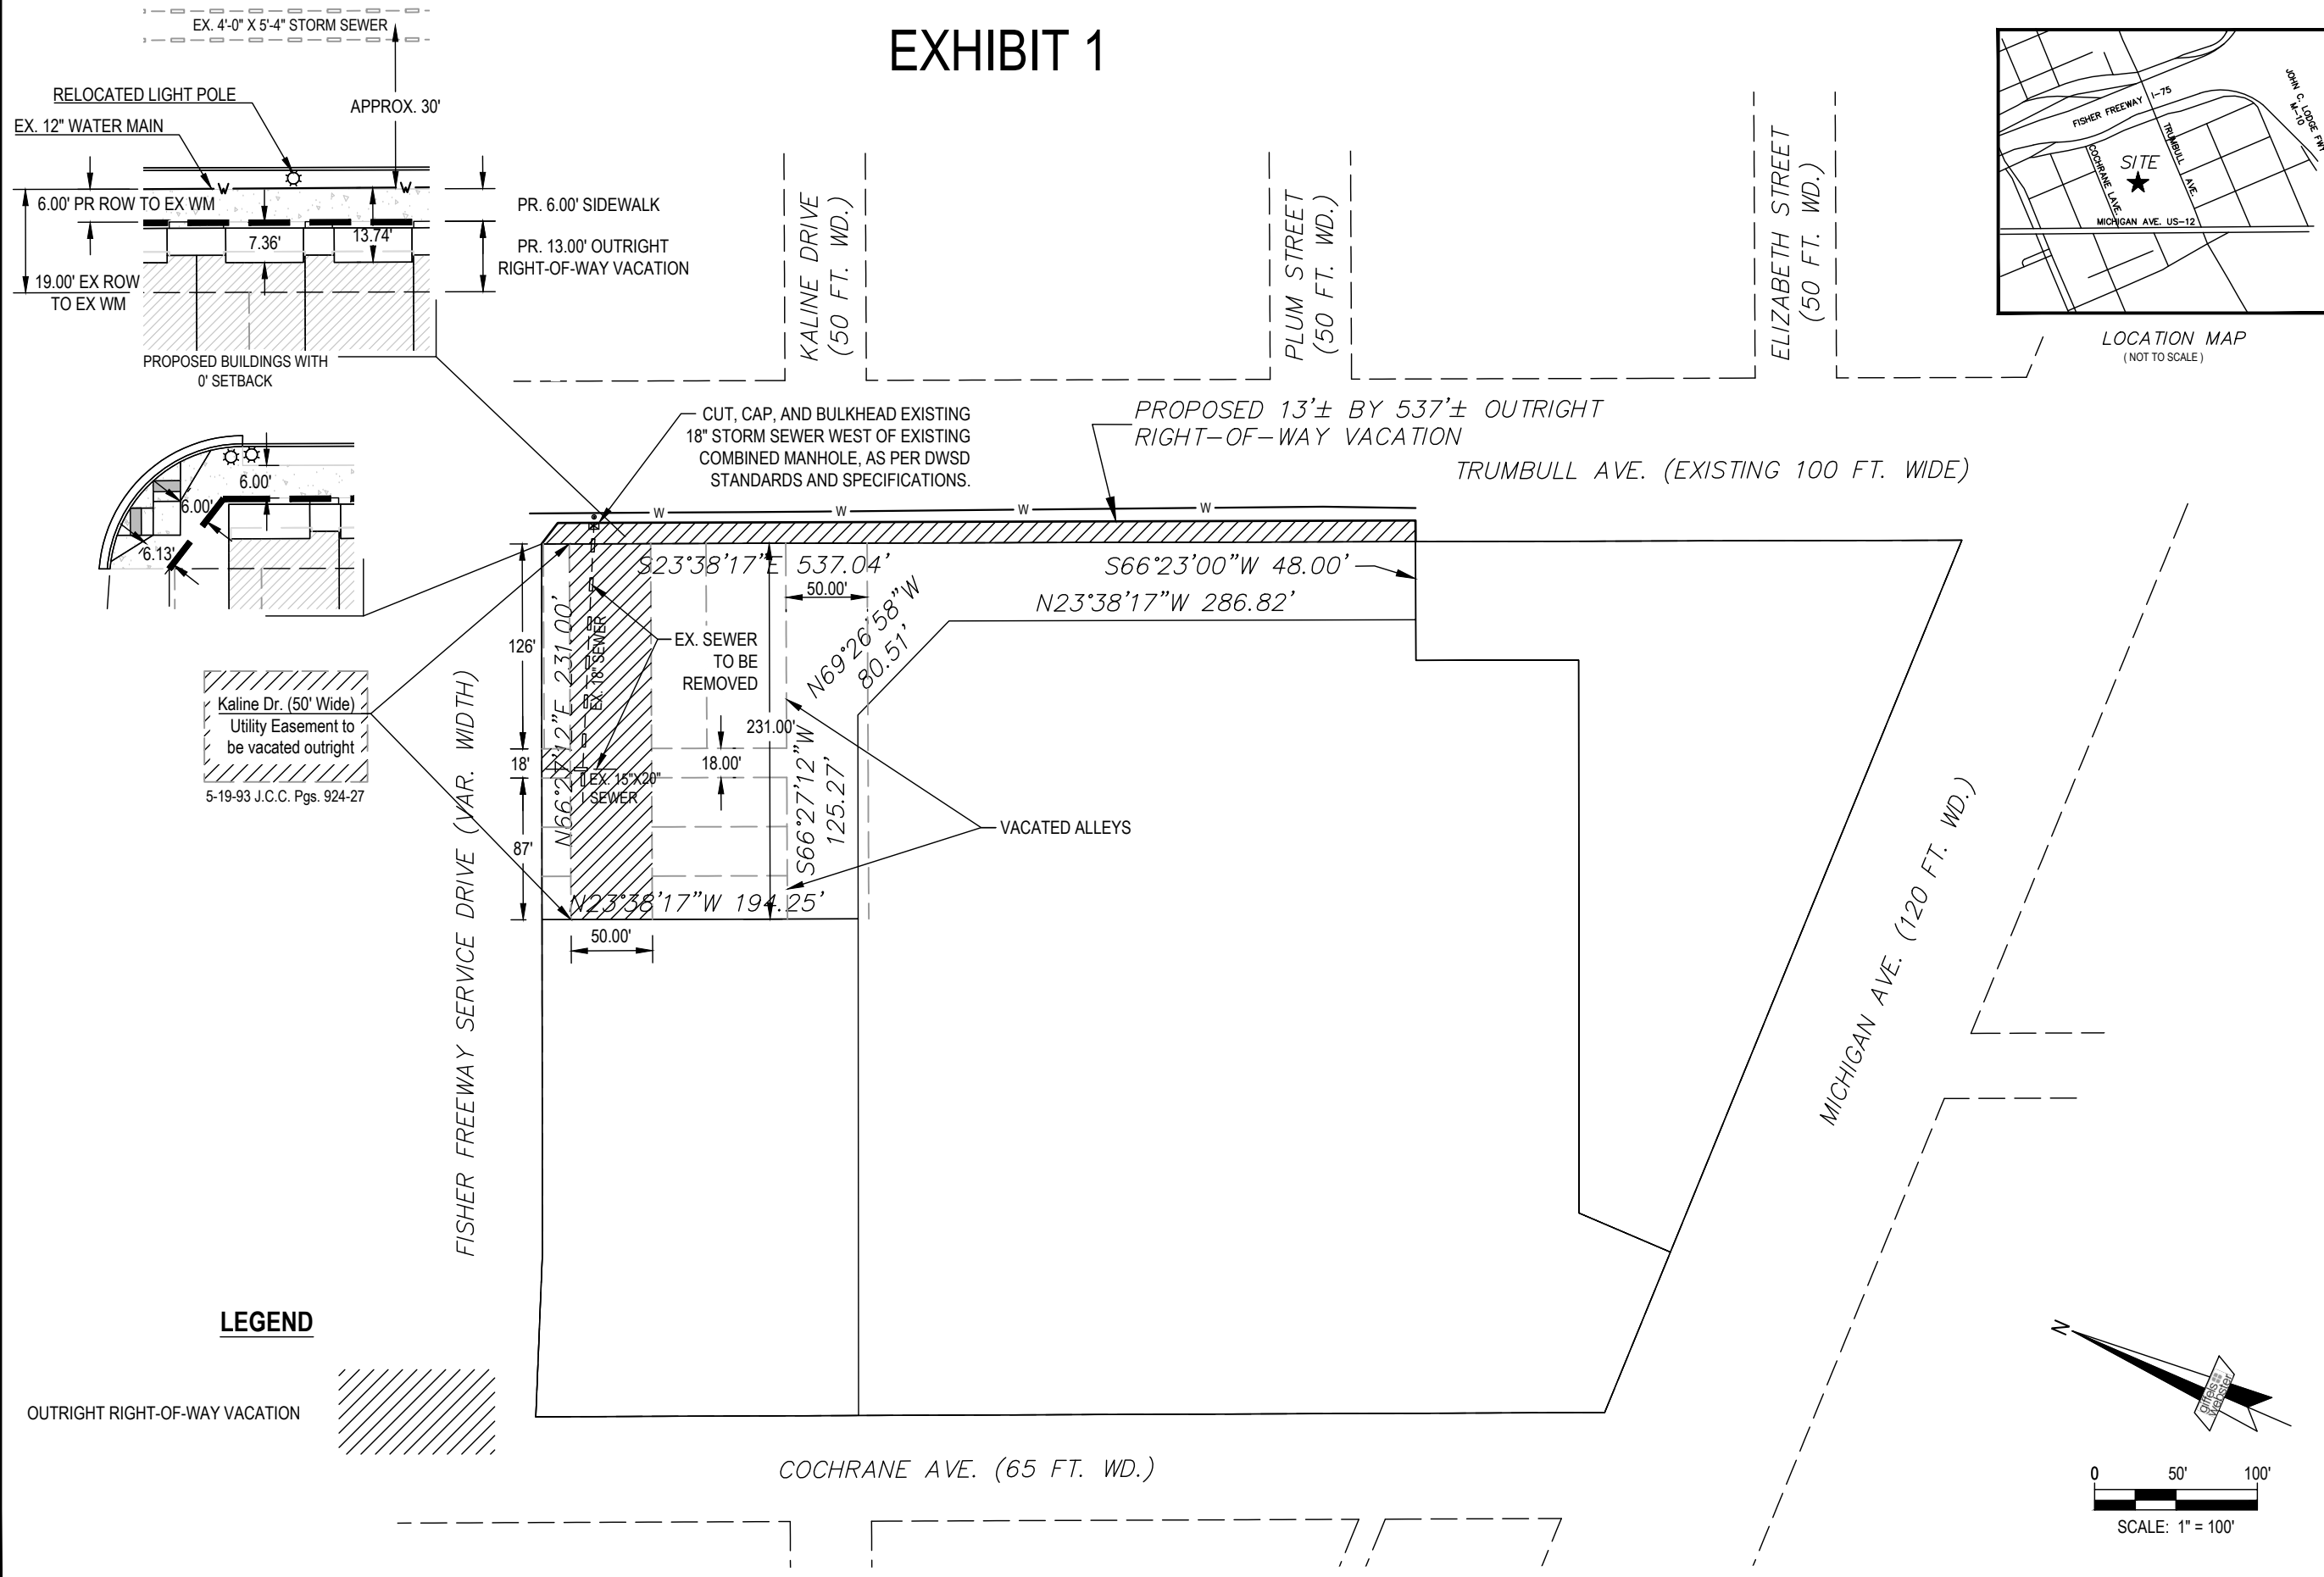 EXHIBIT 1
EX. 4'-0" X 5'-4" STORM SEWER
RELOCATED LIGHT POLE
APPROX. 30'
EX. 12" WATER MAIN
W
W
6.00' PR ROW TO EX WM
PR. 6.00' SIDEWALK
7.36'
13.74'
PR. 13.00' OUTRIGHT
RIGHT-OF-WAY VACATION
19.00' EX ROW
TO EX WM
PROPOSED BUILDINGS WITH
0' SETBACK
KALINE DRIVE
(50 FT. WD.)
PLUM STREET
(50 FT. WD.)
ELIZABETH STREET
(50 FT. WD.)
FISHER FREEWAY I-75
JOHN C. LODGE FWY
M-10
TRUMBULL AVE.
COCHRANE LAVE.
SITE
MICHIGAN AVE. US-12
LOCATION MAP
( NOT TO SCALE )
CUT, CAP, AND BULKHEAD EXISTING
18" STORM SEWER WEST OF EXISTING
COMBINED MANHOLE, AS PER DWSD
STANDARDS AND SPECIFICATIONS.
PROPOSED 13'± BY 537'± OUTRIGHT
RIGHT-OF-WAY VACATION
TRUMBULL AVE. (EXISTING 100 FT. WIDE)
6.00'
6.00'
6.13'
W
W
W
W
S23°38'17"E 537.04'
S66°23'00"W 48.00'
50.00'
N23°38'17"W 286.82'
N69°26'58"W
80.51'
126'
N66°27'12"E 231.00'
EX. 18" SEWER
EX. SEWER
TO BE
REMOVED
231.00'
Kaline Dr. (50' Wide)
Utility Easement to
be vacated outright
5-19-93 J.C.C. Pgs. 924-27
18'
18.00'
EX. 15"X20"
SEWER
S66°27'12"W
125.27'
87'
VACATED ALLEYS
N23°38'17"W 194.25'
50.00'
FISHER FREEWAY SERVICE DRIVE (VAR. WIDTH)
MICHIGAN AVE. (120 FT. WD.)
LEGEND
OUTRIGHT RIGHT-OF-WAY VACATION
COCHRANE AVE. (65 FT. WD.)
N
giffels
webster
0 50' 100'
SCALE: 1" = 100'